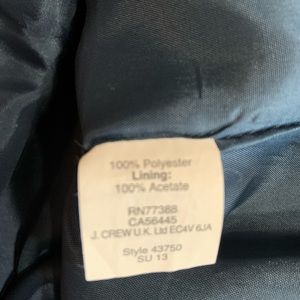 100% Polyester
Lining:
100% Acetate
RN77388
CA56445
J. CREW U.K. Ltd EC4V 6JA
Style 43750
SU 13